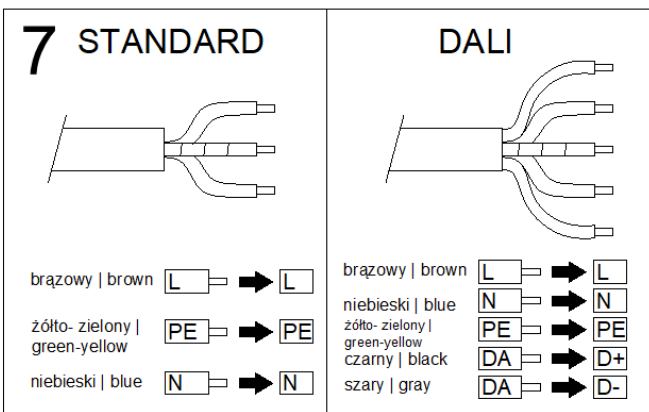 7 STANDARD
brązowy | brown L L
żółto- zielony |
green-yellow PE PE
niebieski | blue N N
DALI
brązowy | brown L L
niebieski | blue N N
żółto- zielony |
green-yellow PE PE
czarny | black DA D+
szary | gray DA D-